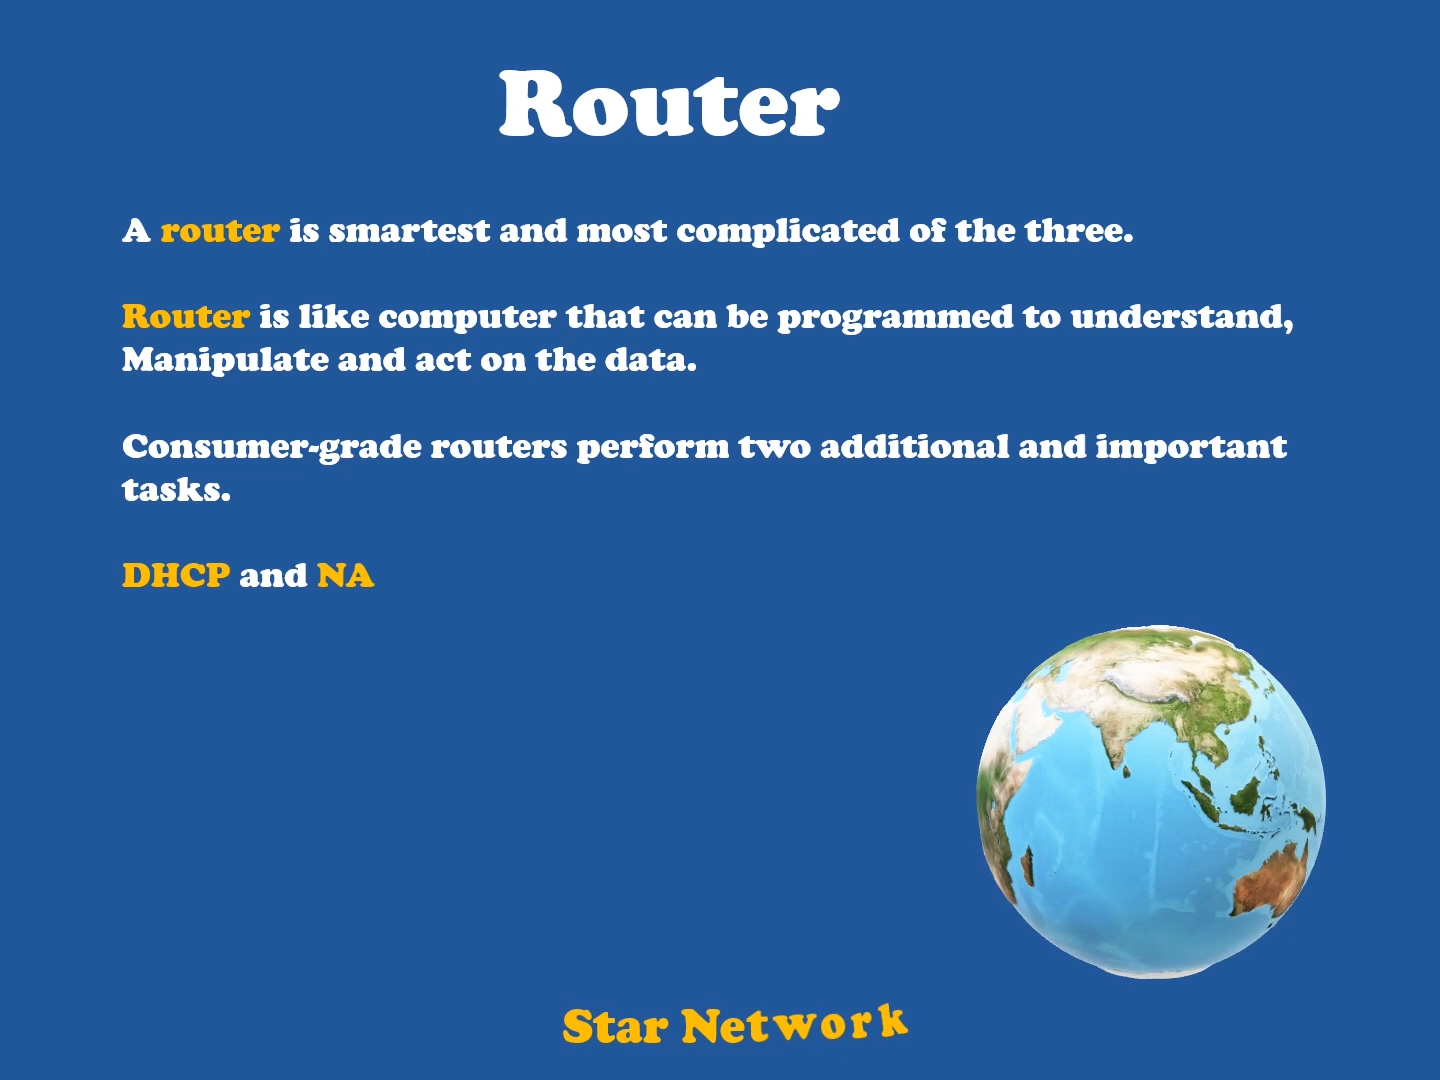 Router
A router is smartest and most complicated of the three.
Router is like computer that can be programmed to understand,
Manipulate and act on the data.
Consumer-grade routers perform two additional and important
tasks.
DHCP and NA
Star Network